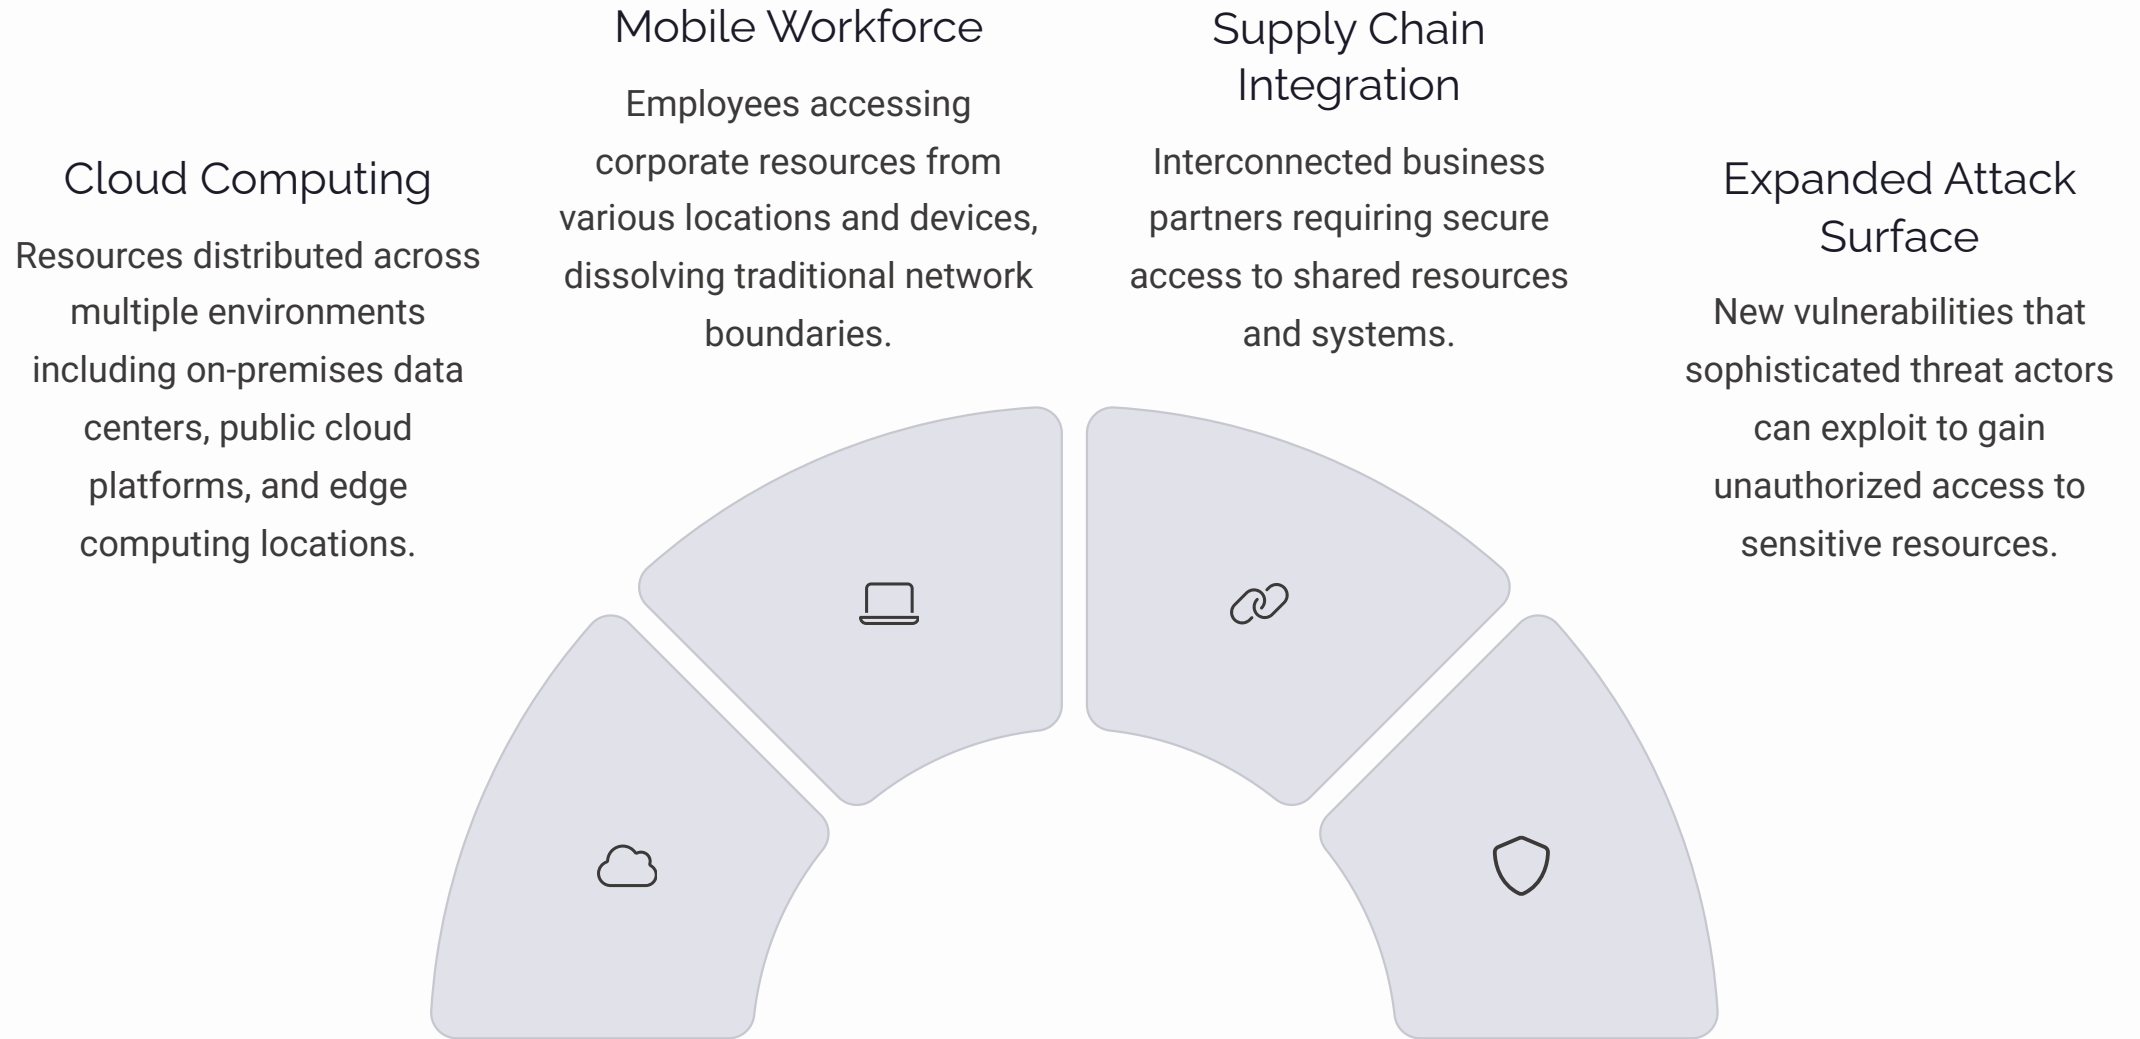 Cloud Computing
Resources distributed across
multiple environments
including on-premises data
centers, public cloud
platforms, and edge
computing locations.
Mobile Workforce
Employees accessing
corporate resources from
various locations and devices,
dissolving traditional network
boundaries.
Supply Chain
Integration
Interconnected business
partners requiring secure
access to shared resources
and systems.
Expanded Attack
Surface
New vulnerabilities that
sophisticated threat actors
can exploit to gain
unauthorized access to
sensitive resources.